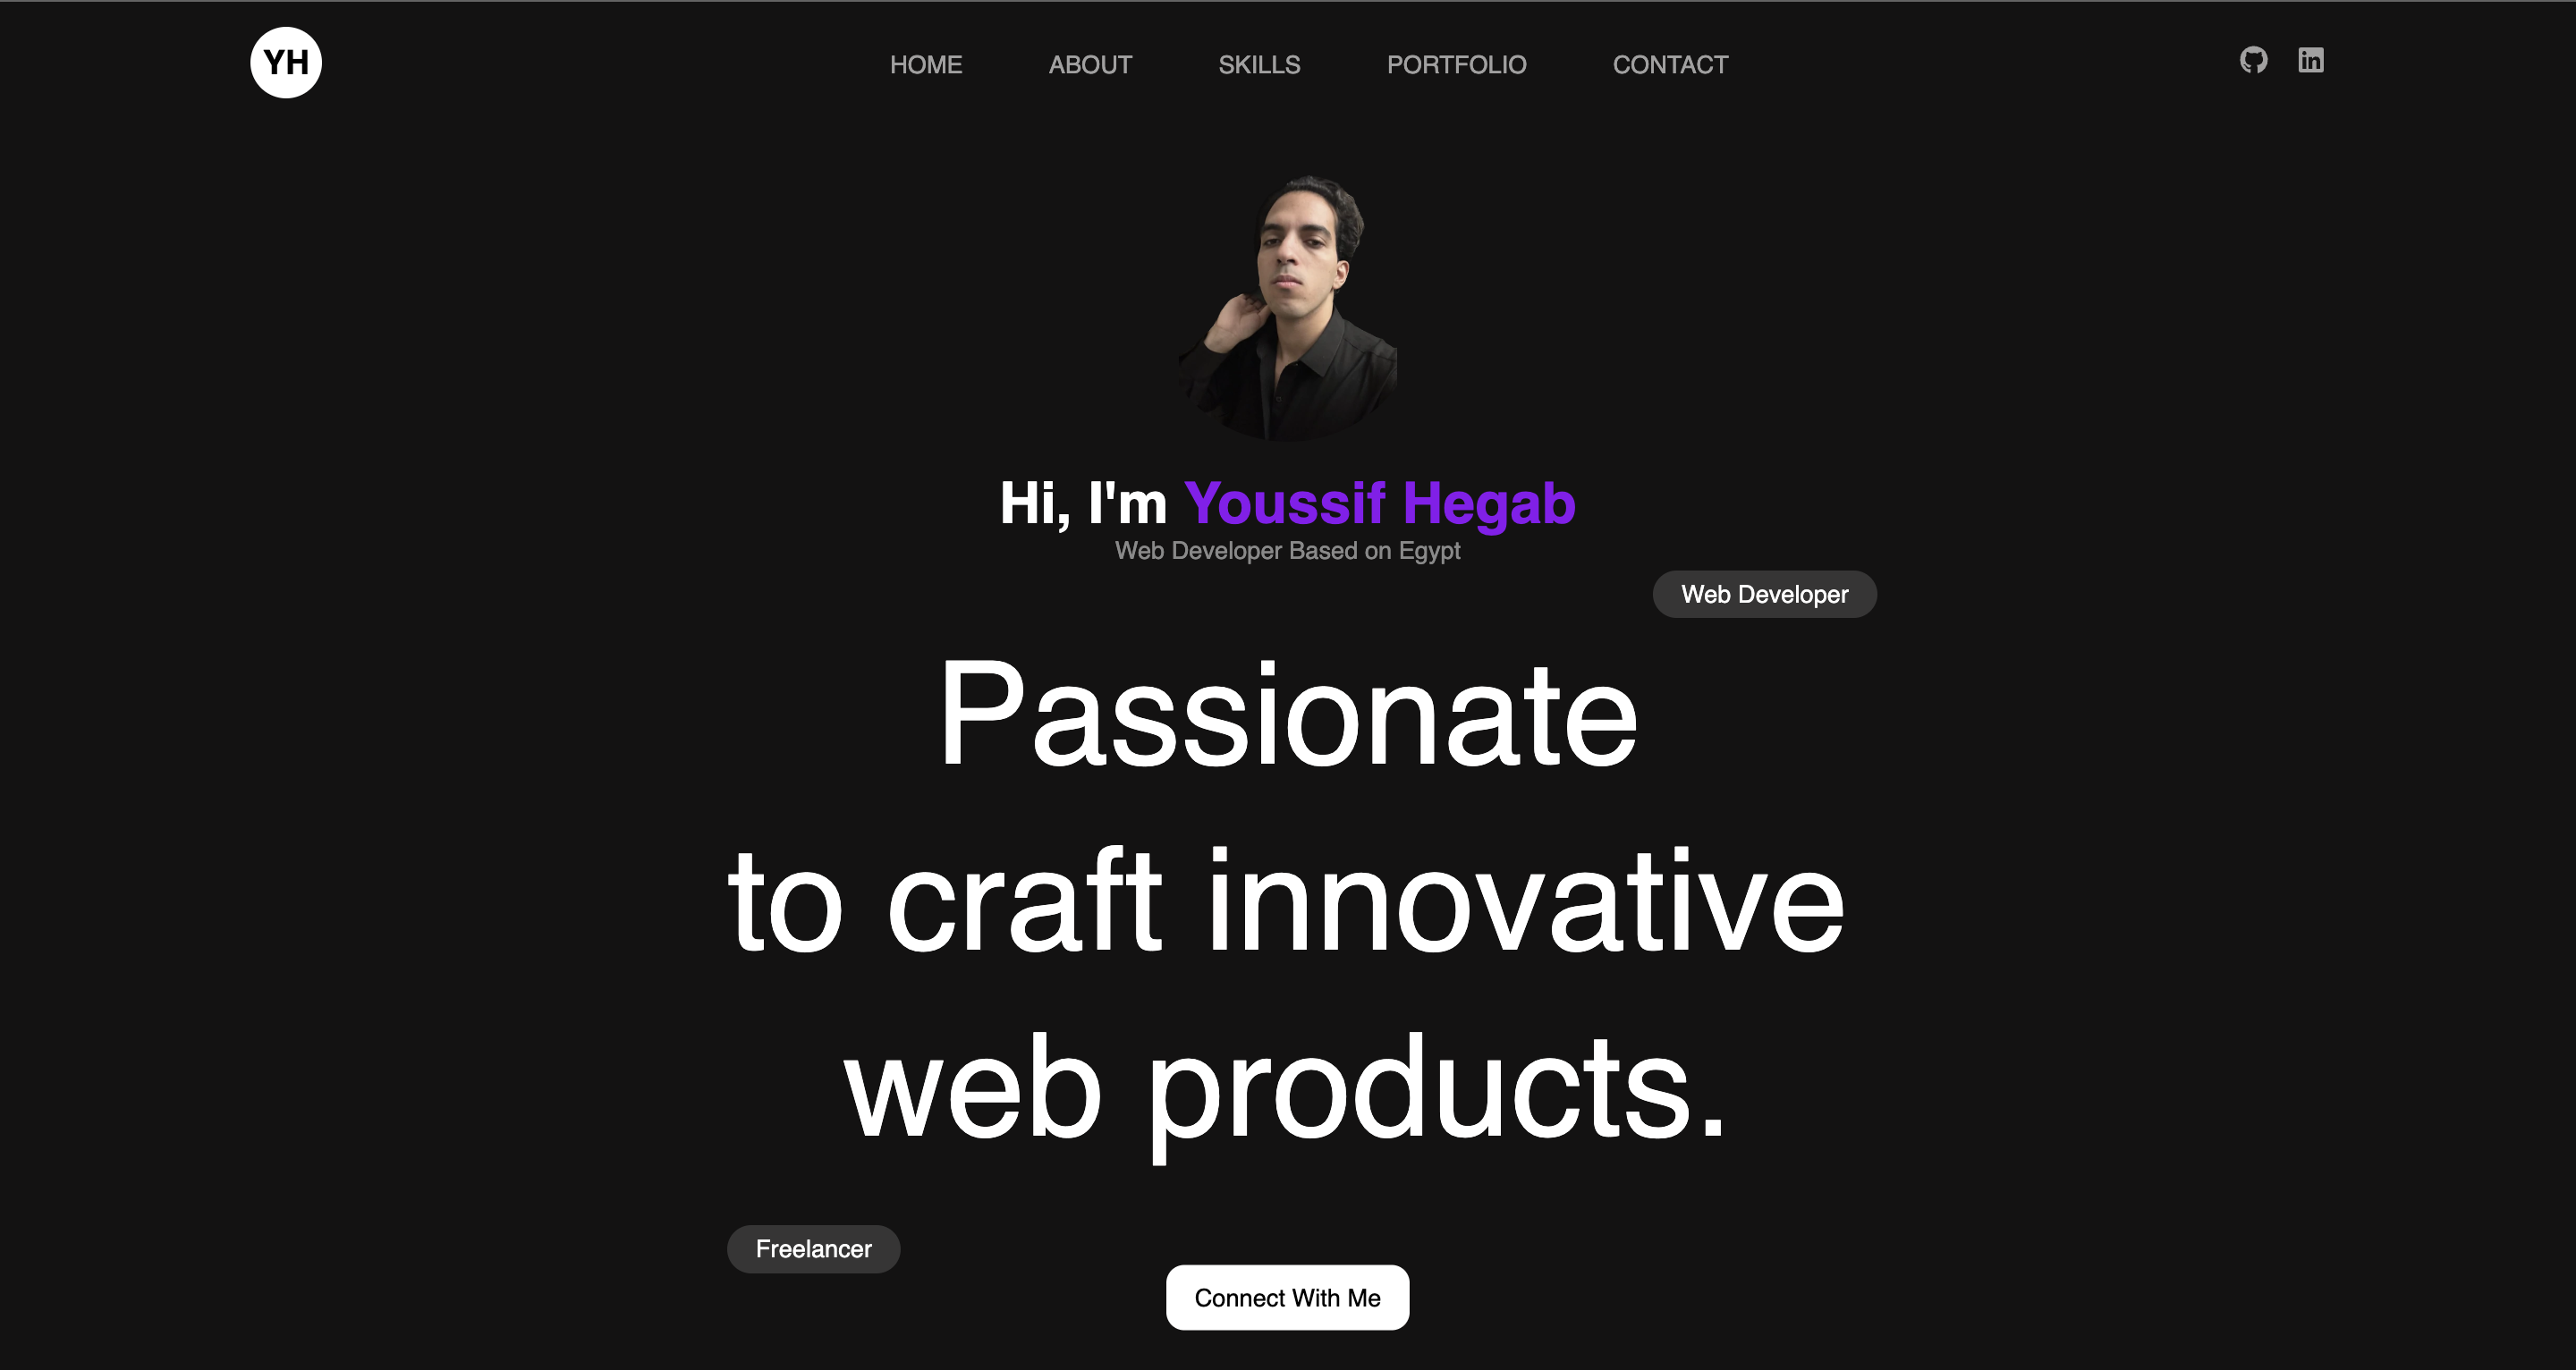 YH
HOME ABOUT SKILLS PORTFOLIO CONTACT
in
Hi, I'm Youssif Hegab
Web Developer Based on Egypt
Web Developer
Passionate
to craft innovative
web products.
Freelancer
Connect With Me